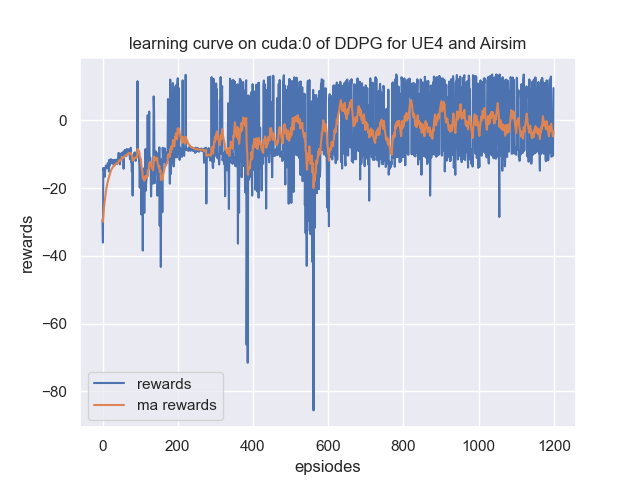 learning curve on cuda:0 of DDPG for UE4 and Airsim
rewards
0
−20
−40
−60
−80
rewards
ma rewards
0
200
400
600
800
1000
1200
epsiodes